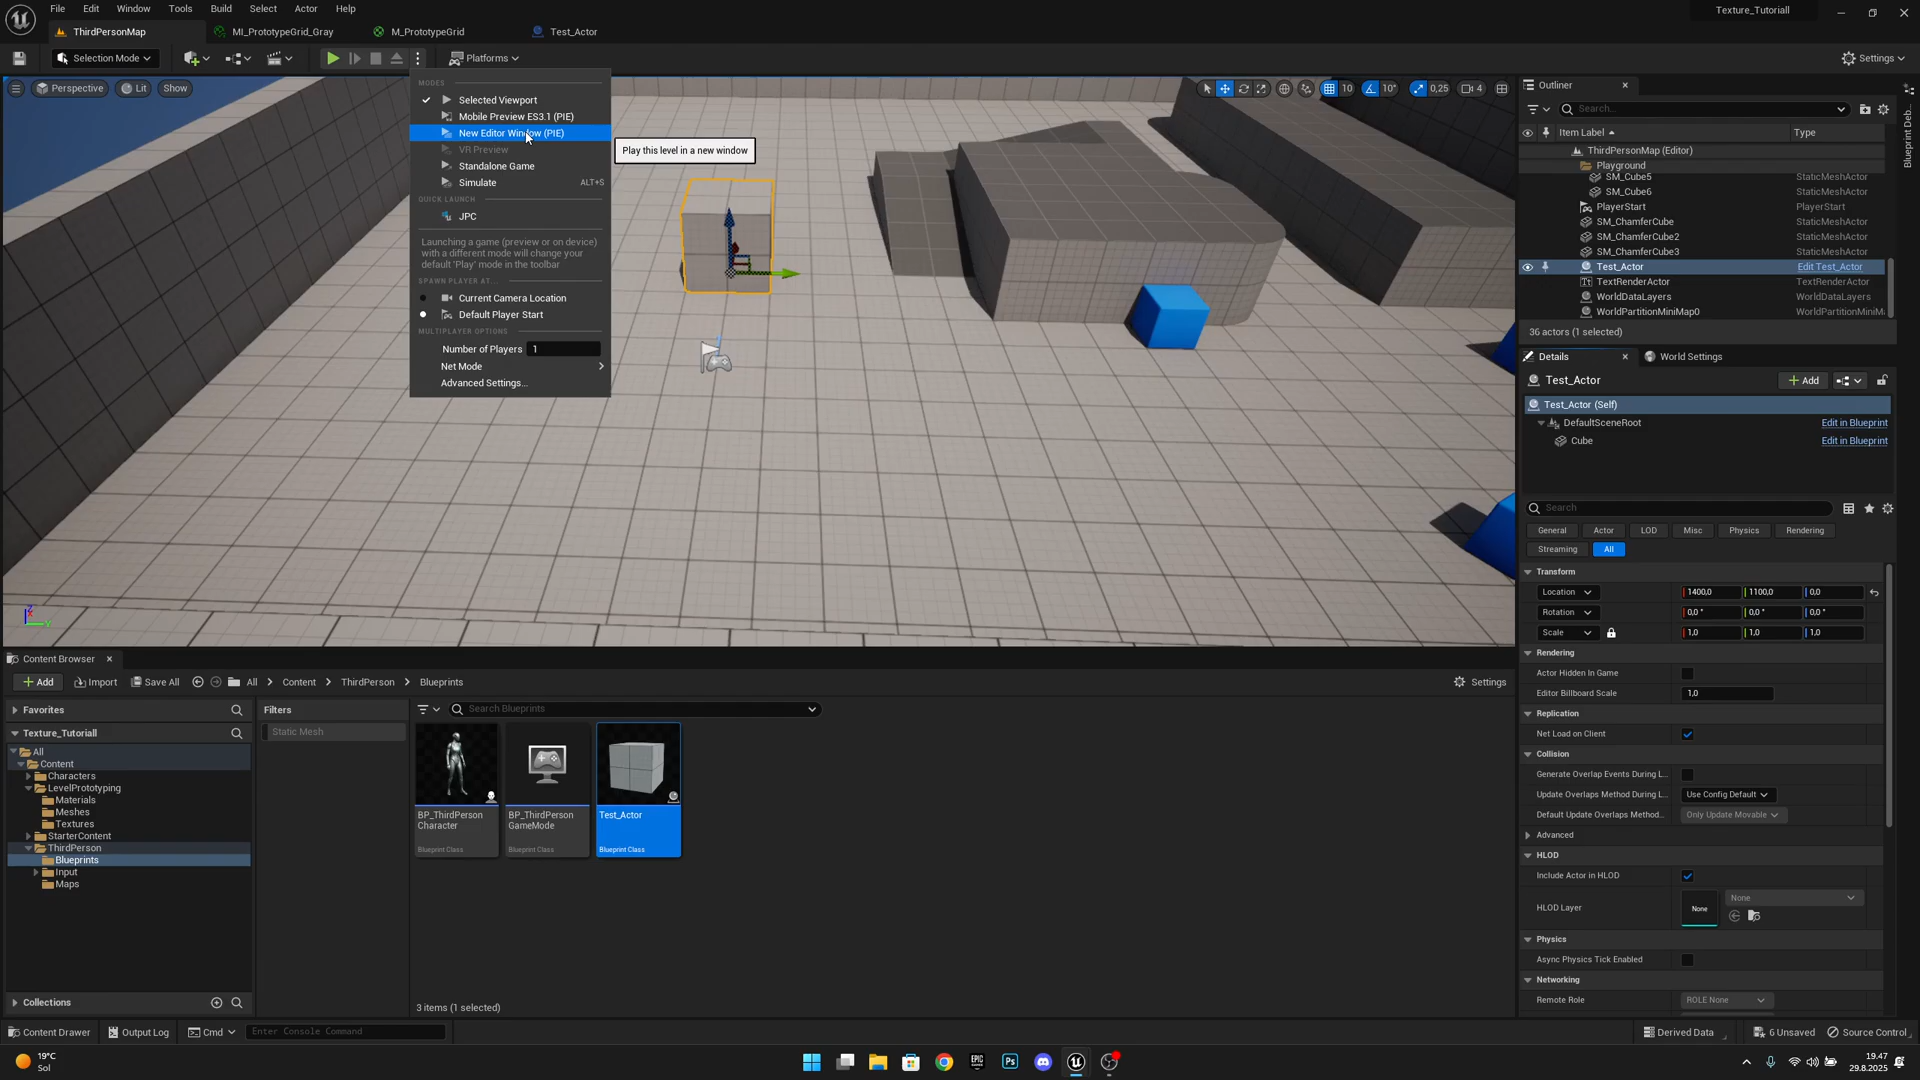 File Edit Window Tools Build Select Actor Help
Texture_Tutoriall
ThirdPersonMap
MI_PrototypeGrid_Gray
M_PrototypeGrid
Test_Actor
Selection Mode
Platforms
Settings
Perspective
Lit
Show
10
10°
0,25
4
MODES
Selected Viewport
Mobile Preview ES3.1 (PIE)
New Editor Window (PIE)
VR Preview
Standalone Game
Simulate ALT+S
QUICK LAUNCH
JPC
Launching a game (preview or on device)
with a different mode will change your
default 'Play' mode in the toolbar
SPAWN PLAYER AT...
Current Camera Location
Default Player Start
MULTIPLAYER OPTIONS
Number of Players 1
Net Mode
Advanced Settings...
Play this level in a new window
Outliner
Search...
Item Label Type
ThirdPersonMap (Editor)
Playground
SM_Cube5 StaticMeshActor
SM_Cube6 StaticMeshActor
PlayerStart PlayerStart
SM_ChamferCube StaticMeshActor
SM_ChamferCube2 StaticMeshActor
SM_ChamferCube3 StaticMeshActor
Test_Actor Edit Test_Actor
TextRenderActor TextRenderActor
WorldDataLayers WorldDataLayers
WorldPartitionMiniMap0 WorldPartitionMiniM
36 actors (1 selected)
Blueprint Deb...
Details
World Settings
Test_Actor
Add
Test_Actor (Self)
DefaultSceneRoot Edit in Blueprint
Cube Edit in Blueprint
Search
General Actor LOD Misc Physics Rendering
Streaming All
Transform
Location 1400,0 1100,0 0,0
Rotation 0,0 ° 0,0 ° 0,0 °
Scale 1,0 1,0 1,0
Rendering
Actor Hidden In Game
Editor Billboard Scale 1,0
Replication
Net Load on Client
Collision
Generate Overlap Events During L...
Update Overlaps Method During L... Use Config Default
Default Update Overlaps Method... Only Update Movable
Advanced
HLOD
Include Actor in HLOD
HLOD Layer None None
Physics
Async Physics Tick Enabled
Networking
Remote Role ROLE None
Content Browser
Add Import Save All All Content ThirdPerson Blueprints Settings
Favorites
Texture_Tutoriall
All
Content
Characters
LevelPrototyping
Materials
Meshes
Textures
StarterContent
ThirdPerson
Blueprints
Input
Maps
Collections
Filters
Static Mesh
Search Blueprints
BP_ThirdPerson
Character
Blueprint Class
BP_ThirdPerson
GameMode
Blueprint Class
Test_Actor
Blueprint Class
3 items (1 selected)
Content Drawer Output Log Cmd Enter Console Command Derived Data 6 Unsaved Source Control
19°C
Sol
19.47
29.8.2025